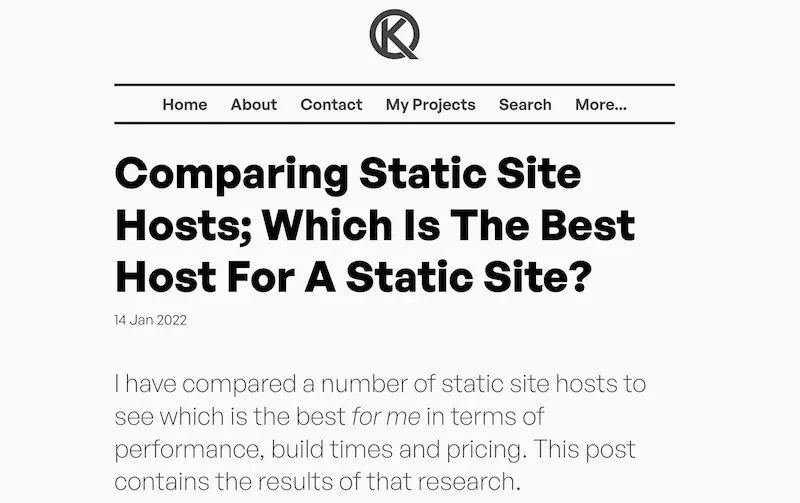 Home About Contact My Projects Search More...
Comparing Static Site
Hosts; Which Is The Best
Host For A Static Site?
14 Jan 2022
I have compared a number of static site hosts to
see which is the best for me in terms of
performance, build times and pricing. This post
contains the results of that research.